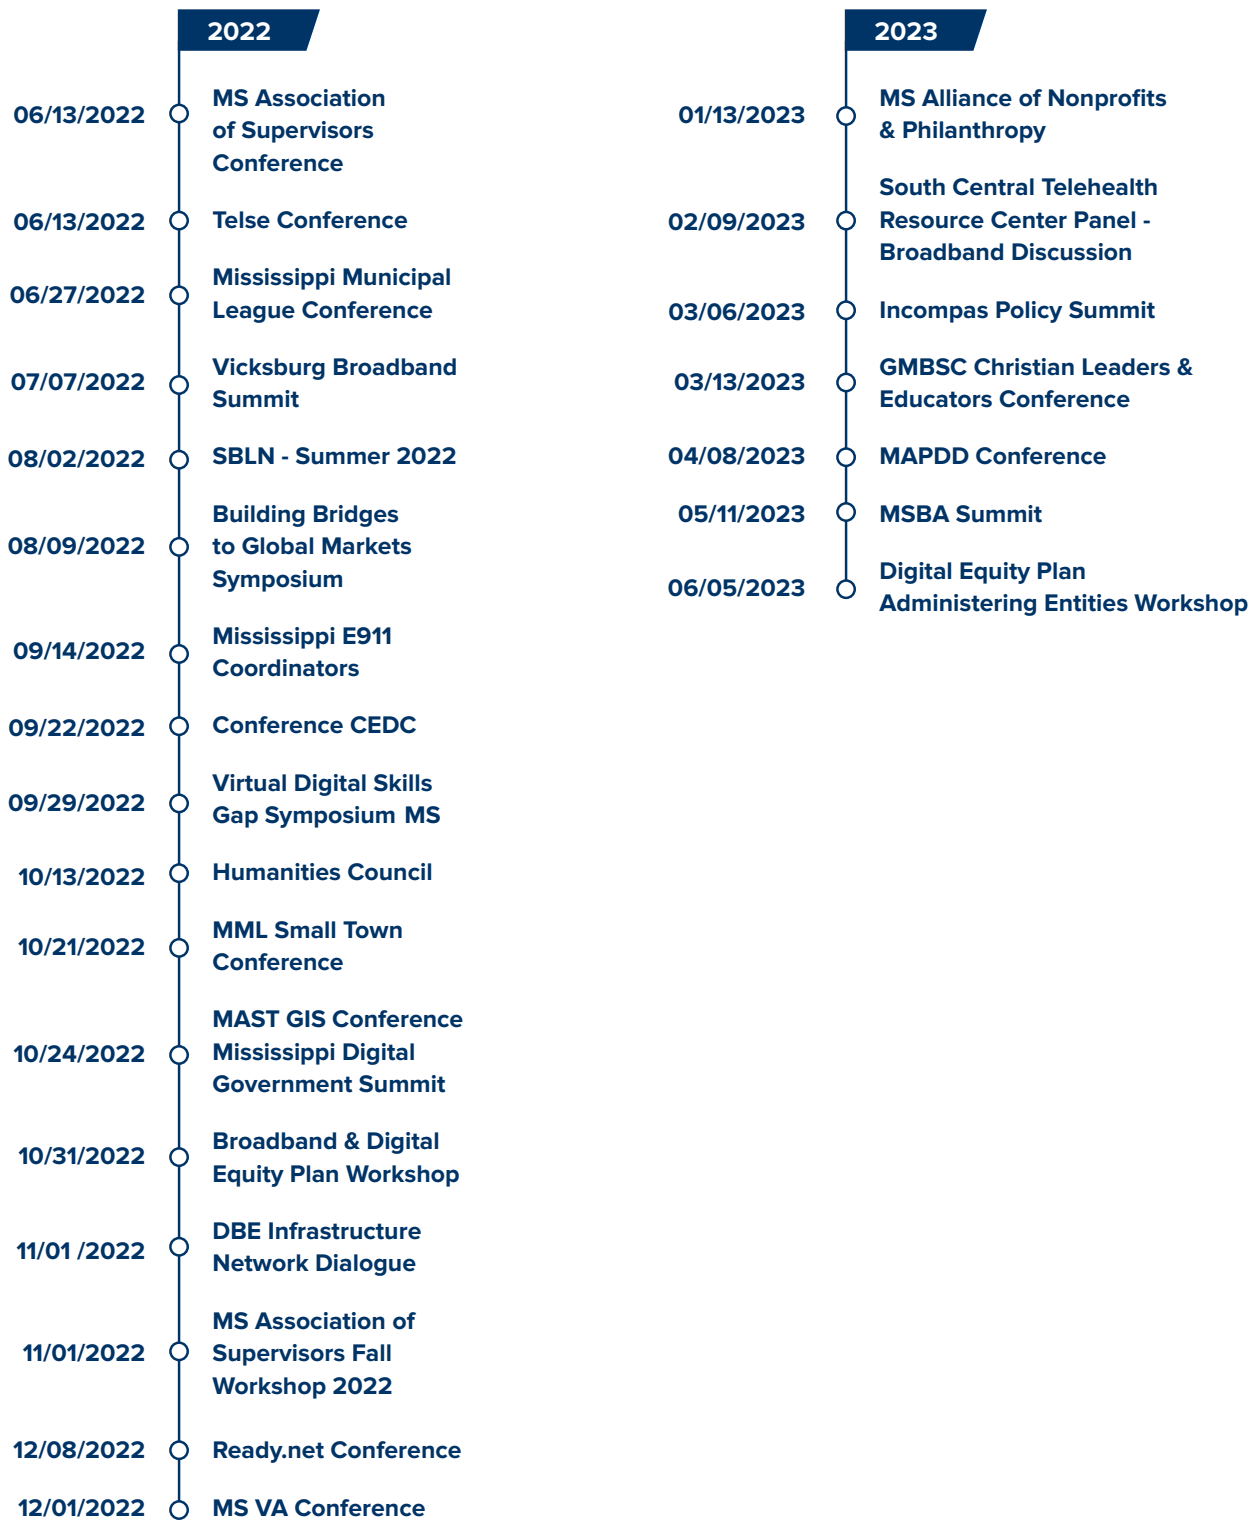 2022
06/13/2022
MS Association
of Supervisors
Conference
06/13/2022
Telse Conference
06/27/2022
Mississippi Municipal
League Conference
07/07/2022
Vicksburg Broadband
Summit
08/02/2022
SBLN - Summer 2022
08/09/2022
Building Bridges
to Global Markets
Symposium
09/14/2022
Mississippi E911
Coordinators
09/22/2022
Conference CEDC
09/29/2022
Virtual Digital Skills
Gap Symposium MS
10/13/2022
Humanities Council
10/21/2022
MML Small Town
Conference
10/24/2022
MAST GIS Conference
Mississippi Digital
Government Summit
10/31/2022
Broadband & Digital
Equity Plan Workshop
11/01 /2022
DBE Infrastructure
Network Dialogue
11/01/2022
MS Association of
Supervisors Fall
Workshop 2022
12/08/2022
Ready.net Conference
12/01/2022
MS VA Conference
2023
01/13/2023
MS Alliance of Nonprofits
& Philanthropy
02/09/2023
South Central Telehealth
Resource Center Panel -
Broadband Discussion
03/06/2023
Incompas Policy Summit
03/13/2023
GMBSC Christian Leaders &
Educators Conference
04/08/2023
MAPDD Conference
05/11/2023
MSBA Summit
06/05/2023
Digital Equity Plan
Administering Entities Workshop